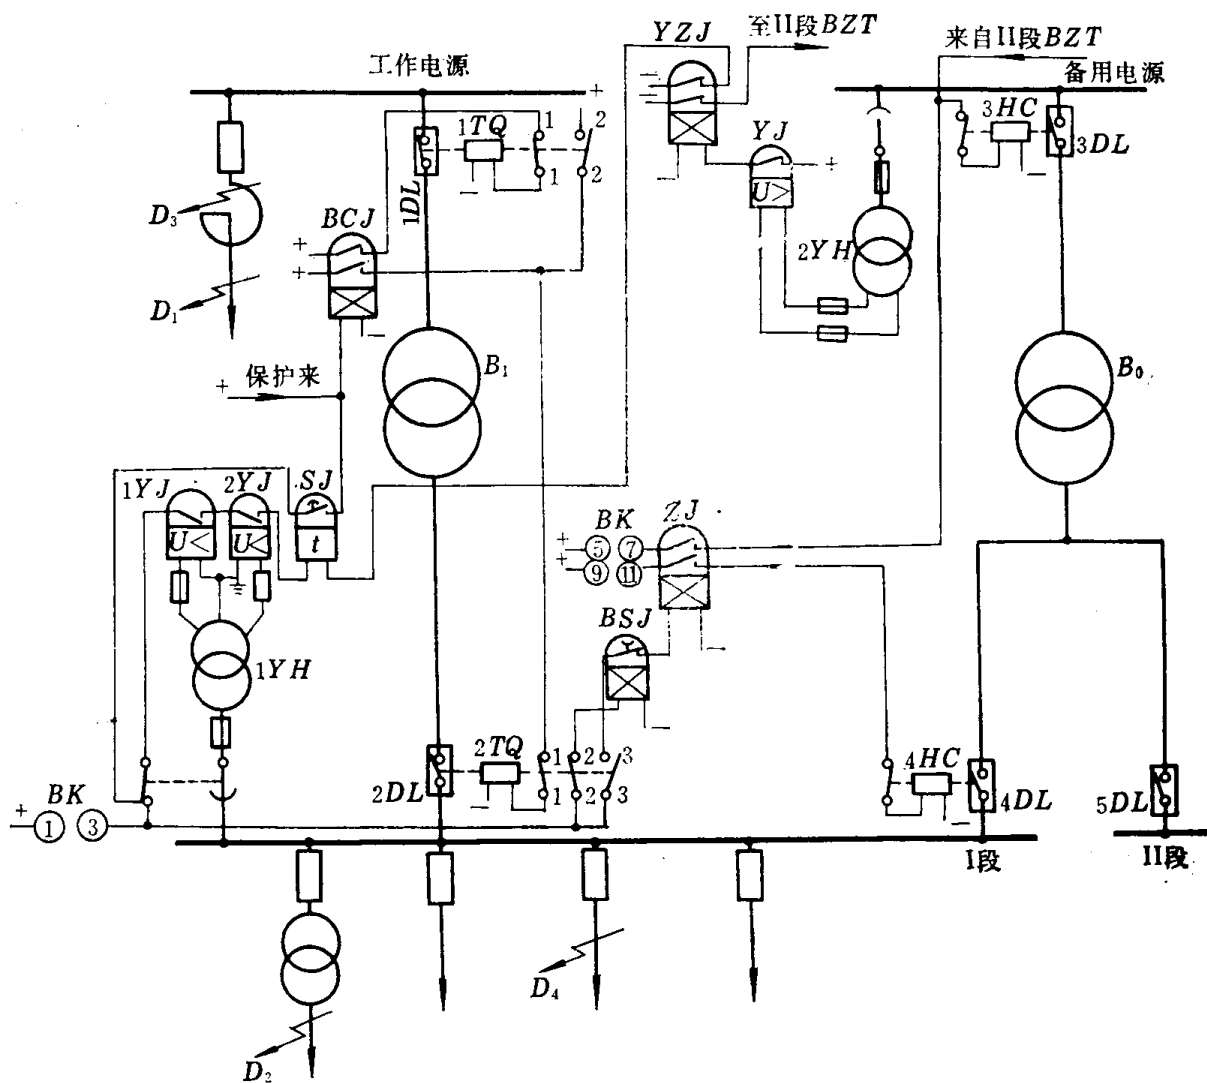 YZJ
至II段BZT
来自II段BZT
工作电源
+
备用电源
1TQ
1
2
3HC
3DL
YJ
+
U>
1
2
1DL
D₃
BCJ
+
+
2YH
D₁
B₁
B₀
+
保护来
1YJ
2YJ
SJ
U<
U<
t
BK
ZJ
+
⑤
⑦
+
⑨
⑪
BSJ
1YH
2TQ
1
2
3
4HC
2DL
1
2
3
4DL
5DL
BK
+
①
③
I段
II段
D₄
D₂